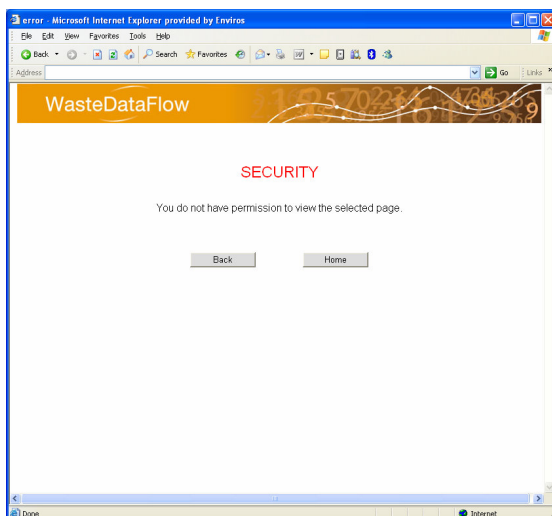 error - Microsoft Internet Explorer provided by Enviros
File Edit View Favorites Tools Help
Back Search Favorites
Address Go Links
WasteDataFlow
SECURITY
You do not have permission to view the selected page.
Back Home
Done Internet